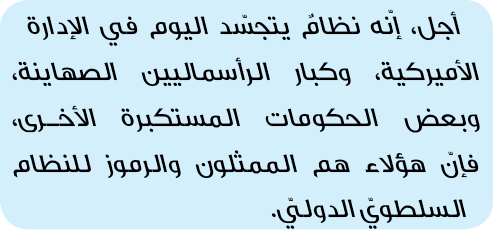 أجل، إنّه نظامٌ يتجسّد اليوم في الإدارة
الأميركية، وكبار الرأسماليين الصهاينة،
وبعض الحكومات المستكبرة الأخــرى،
فإنّ هؤلاء هم الممثلون والرموز للنظام
السلطويّ الدوليّ.